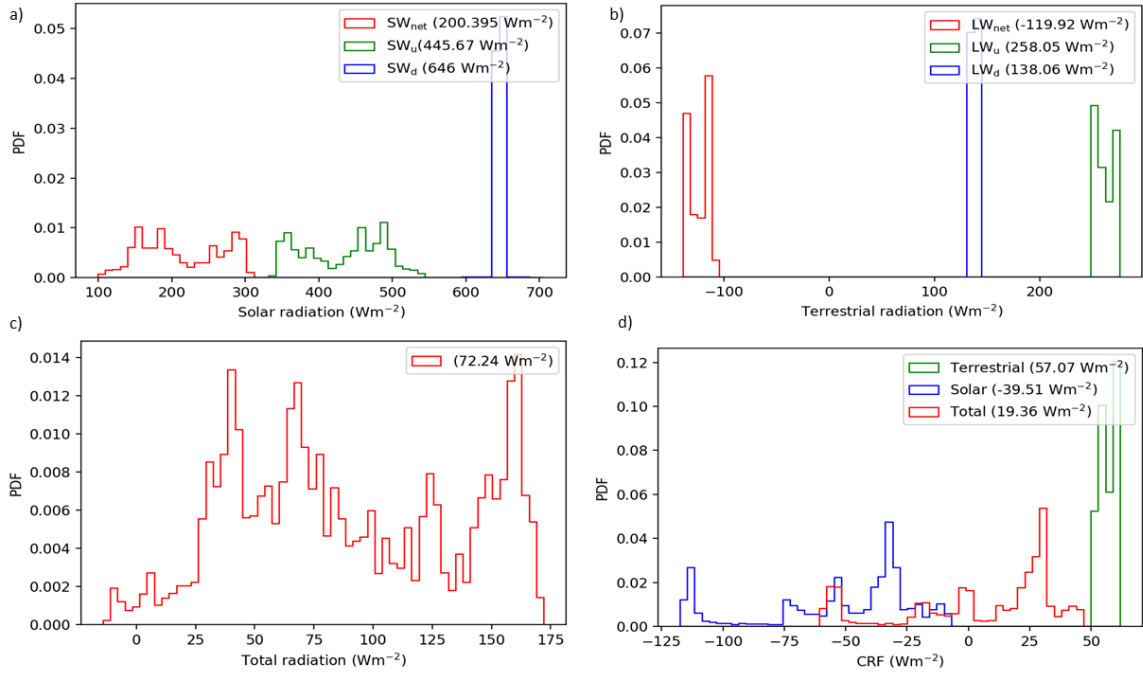 a)
SW_net (200.395 Wm⁻²)
SW_u(445.67 Wm⁻²)
SW_d (646 Wm⁻²)
0.05
0.04
0.03
0.02
0.01
0.00
PDF
100 200 300 400 500 600 700
Solar radiation (Wm⁻²)
b)
LW_net (-119.92 Wm⁻²)
LW_u (258.05 Wm⁻²)
LW_d (138.06 Wm⁻²)
0.07
0.06
0.05
0.04
0.03
0.02
0.01
0.00
PDF
−100 0 100 200
Terrestrial radiation (Wm⁻²)
c)
(72.24 Wm⁻²)
0.014
0.012
0.010
0.008
0.006
0.004
0.002
0.000
PDF
0 25 50 75 100 125 150 175
Total radiation (Wm⁻²)
d)
Terrestrial (57.07 Wm⁻²)
Solar (-39.51 Wm⁻²)
Total (19.36 Wm⁻²)
0.12
0.10
0.08
0.06
0.04
0.02
0.00
PDF
−125 −100 −75 −50 −25 0 25 50
CRF (Wm⁻²)